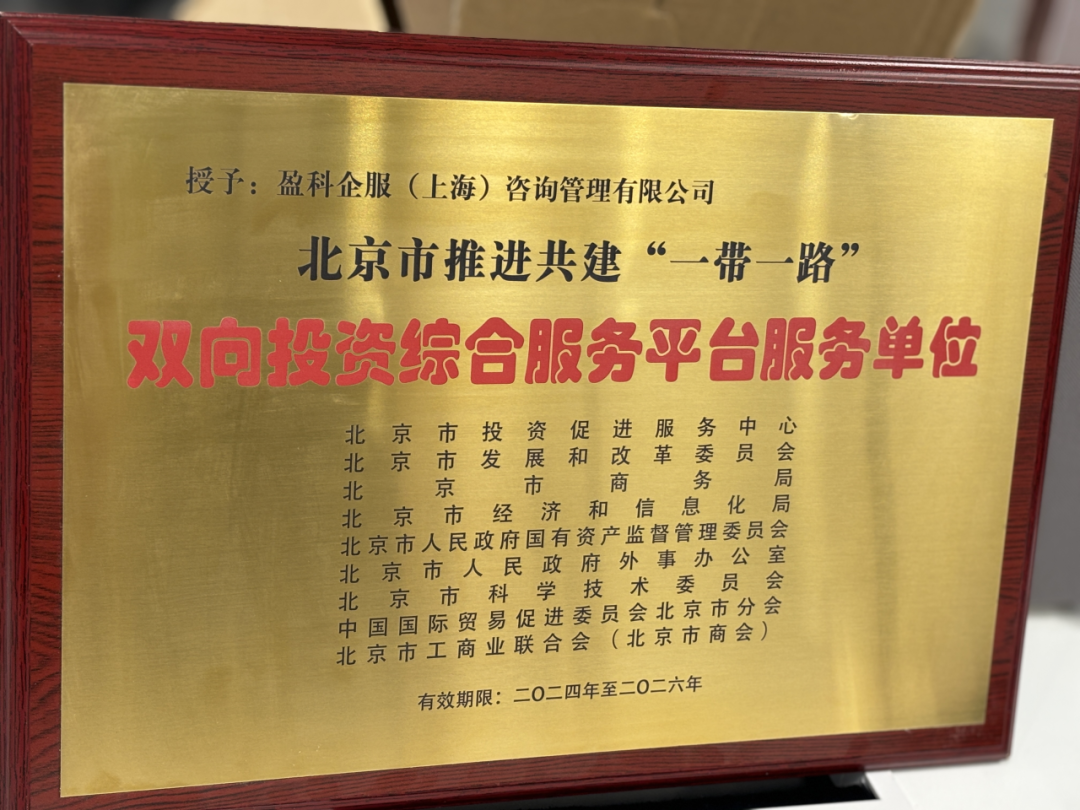 授予：盈科企服（上海）咨询管理有限公司
北京市推进共建“一带一路”
双向投资综合服务平台服务单位
北京市投资促进服务中心
北京市发展和改革委员会
北京市商务局
北京市经济和信息化局
北京市人民政府国有资产监督管理委员会
北京市人民政府外事办公室
北京市科学技术委员会
中国国际贸易促进委员会北京市分会
北京市工商业联合会（北京市商会）
有效期限：二〇二四年至二〇二六年